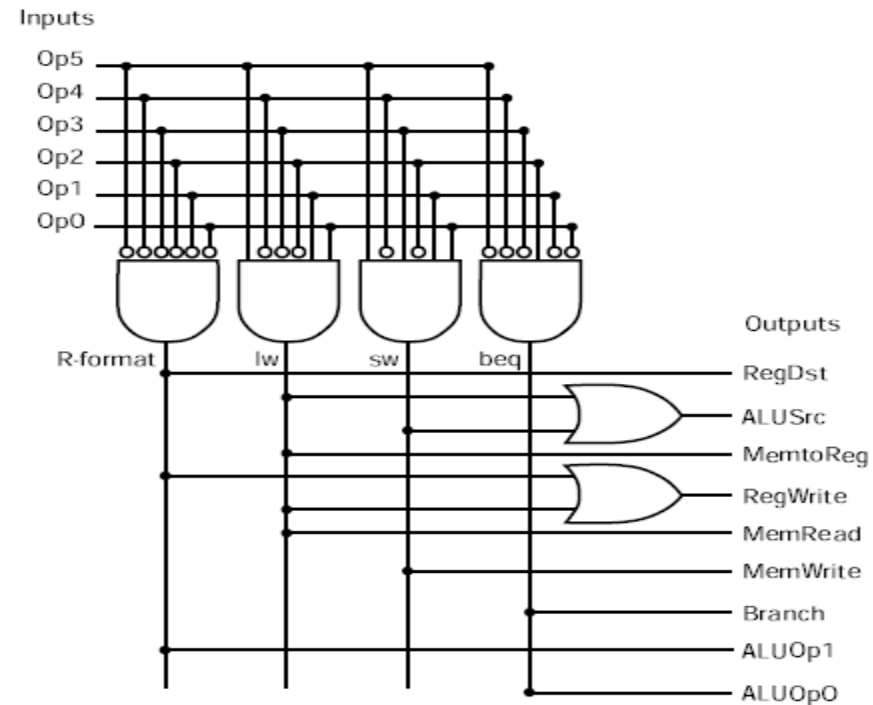 Inputs
Op5
Op4
Op3
Op2
Op1
Op0
Outputs
R-format lw sw beq
RegDst
ALUSrc
MemtoReg
RegWrite
MemRead
MemWrite
Branch
ALUOp1
ALUOpO